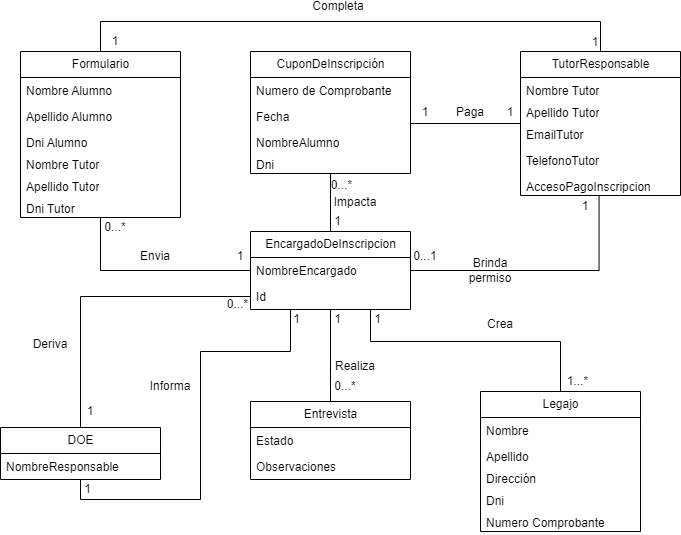 Completa
1
1
Formulario
Nombre Alumno
Apellido Alumno
Dni Alumno
Nombre Tutor
Apellido Tutor
Dni Tutor
CuponDeInscripción
Numero de Comprobante
Fecha
NombreAlumno
Dni
1
Paga
1
TutorResponsable
Nombre Tutor
Apellido Tutor
EmailTutor
TelefonoTutor
AccesoPagoInscripcion
0...*
Impacta
1
0...*
Envia
1
1
0...1
Brinda
permiso
EncargadoDeInscripcion
NombreEncargado
Id
0...*
Deriva
1
1
Informa
1
1
Realiza
0...*
1
Crea
1...*
DOE
NombreResponsable
Entrevista
Estado
Observaciones
Legajo
Nombre
Apellido
Dirección
Dni
Numero Comprobante